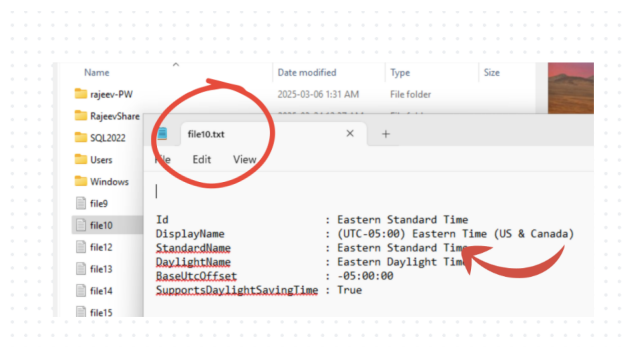 Name Date modified Type Size
rajeev-PW 2025-03-06 1:31 AM File folder
RajeevShare
SQL2022
Users
Windows
file9
file10
file12
file13
file14
file15
file10.txt × +
File Edit View
Id : Eastern Standard Time
DisplayName : (UTC-05:00) Eastern Time (US & Canada)
StandardName : Eastern Standard Time
DaylightName : Eastern Daylight Time
BaseUtcOffset : -05:00:00
SupportsDaylightSavingTime : True